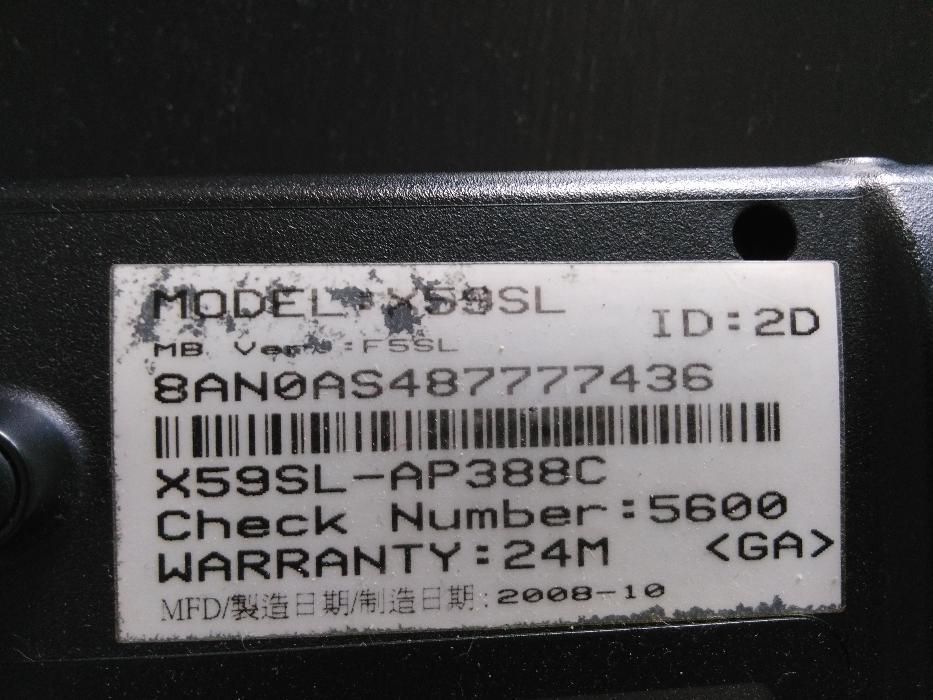 MODEL:X59SL
ID:2D
MB Ver.:F5SL
8AN0AS487777436
X59SL-AP388C
Check Number:5600
WARRANTY:24M <GA>
MFD/製造日期/制造日期:2008-10